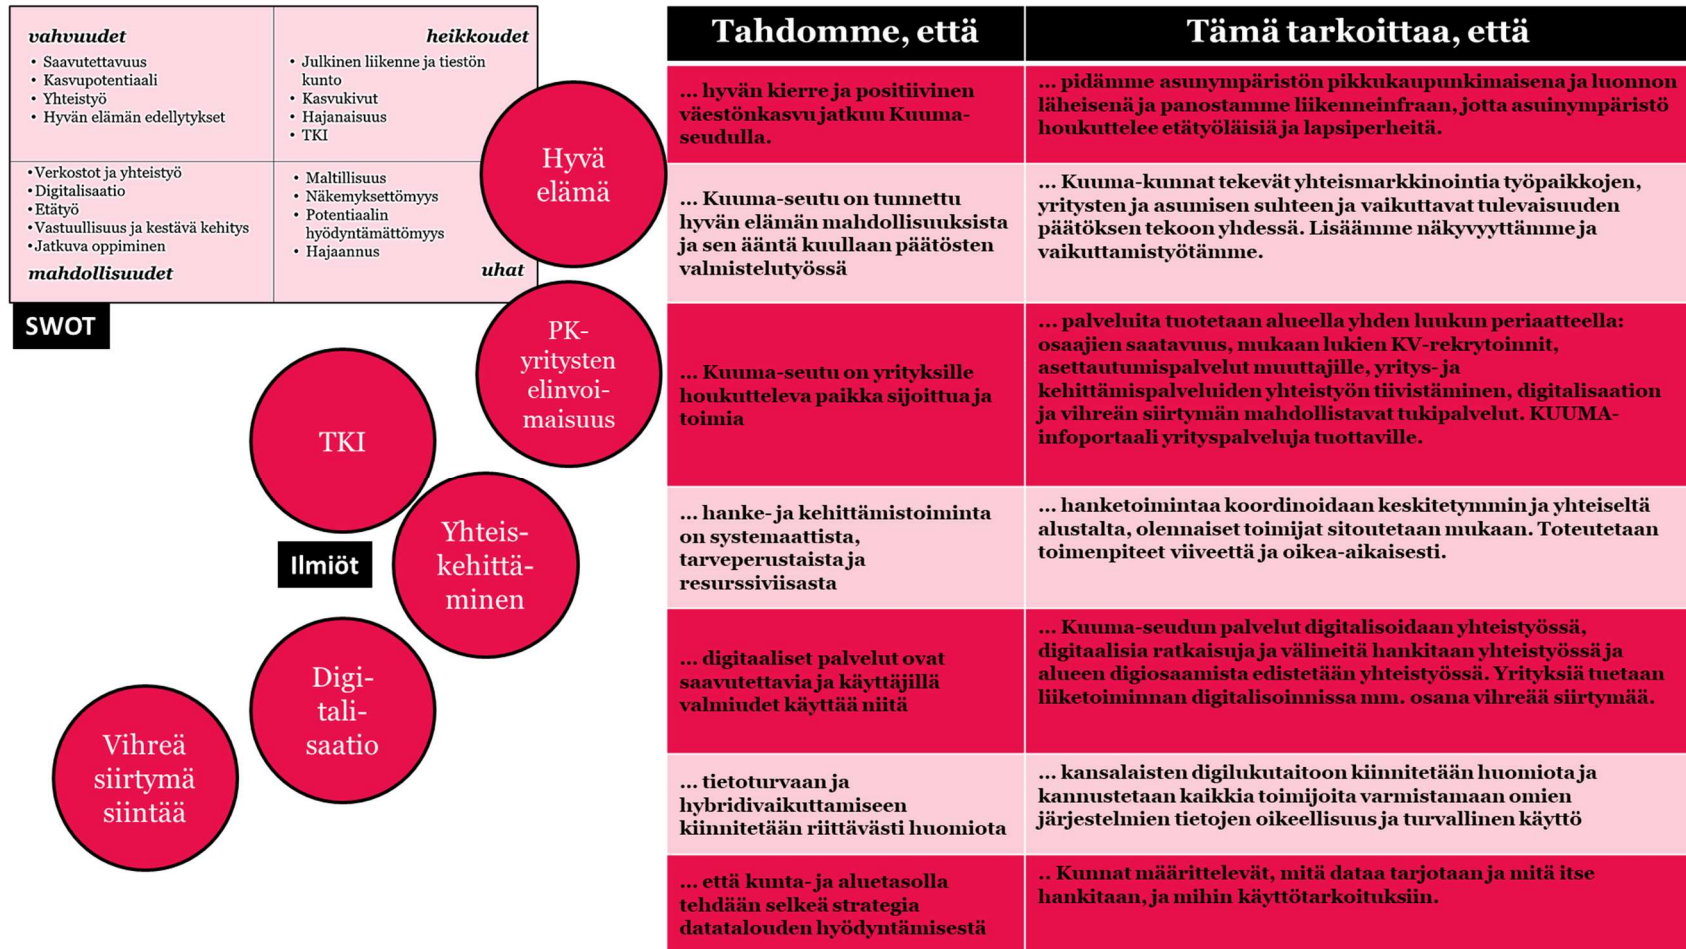 vahvuudet
• Saavutettavuus
• Kasvupotentiaali
• Yhteistyö
• Hyvän elämän edellytykset
heikkoudet
• Julkinen liikenne ja tiestön
kunto
• Kasvukivut
• Hajanaisuus
• TKI
• Verkostot ja yhteistyö
• Digitalisaatio
• Etätyö
• Vastuullisuus ja kestävä kehitys
• Jatkuva oppiminen
mahdollisuudet
• Maltillisuus
• Näkemyksettömyys
• Potentiaalin
hyödyntämättömyys
• Hajaannus
uhat
SWOT
Hyvä
elämä
PK-
yritysten
elinvoi-
maisuus
TKI
Yhteis-
kehittä-
minen
Ilmiöt
Digi-
tali-
saatio
Vihreä
siirtymä
siintää
Tahdomme, että
Tämä tarkoittaa, että
... hyvän kierre ja positiivinen
väestönkasvu jatkuu Kuuma-
seudulla.
... pidämme asunympäristön pikkukaupunkimaisena ja luonnon
läheisenä ja panostamme liikenneinfraan, jotta asuinympäristö
houkuttelee etätyöläisiä ja lapsiperheitä.
... Kuuma-seutu on tunnettu
hyvän elämän mahdollisuuksista
ja sen ääntä kuullaan päätösten
valmistelutyössä
... Kuuma-kunnat tekevät yhteismarkkinointia työpaikkojen,
yritysten ja asumisen suhteen ja vaikuttavat tulevaisuuden
päätöksen tekoon yhdessä. Lisäämme näkyvyyttämme ja
vaikuttamistyötämme.
... Kuuma-seutu on yrityksille
houkutteleva paikka sijoittua ja
toimia
... palveluita tuotetaan alueella yhden luukun periaatteella:
osaajien saatavuus, mukaan lukien KV-rekrytoinnit,
asettautumispalvelut muuttajille, yritys- ja
kehittämispalveluiden yhteistyön tiivistäminen, digitalisaation
ja vihreän siirtymän mahdollistavat tukipalvelut. KUUMA-
infoportaali yrityspalveluja tuottaville.
... hanke- ja kehittämistoiminta
on systemaattista,
tarveperustaista ja
resurssiviisasta
... hanketoimintaa koordinoidaan keskitetymmin ja yhteiseltä
alustalta, olennaiset toimijat sitoutetaan mukaan. Toteutetaan
toimenpiteet viiveettä ja oikea-aikaisesti.
... digitaaliset palvelut ovat
saavutettavia ja käyttäjillä
valmiudet käyttää niitä
... Kuuma-seudun palvelut digitalisoidaan yhteistyössä,
digitaalisia ratkaisuja ja välineitä hankitaan yhteistyössä ja
alueen digiosaamista edistetään yhteistyössä. Yrityksiä tuetaan
liiketoiminnan digitalisoinnissa mm. osana vihreää siirtymää.
... tietoturvaan ja
hybridivaikuttamiseen
kiinnitetään riittävästi huomiota
... kansalaisten digilukutaitoon kiinnitetään huomiota ja
kannustetaan kaikkia toimijoita varmistamaan omien
järjestelmien tietojen oikeellisuus ja turvallinen käyttö
... että kunta- ja aluetasolla
tehdään selkeä strategia
datatalouden hyödyntämisestä
.. Kunnat määrittelevät, mitä dataa tarjotaan ja mitä itse
hankitaan, ja mihin käyttötarkoituksiin.